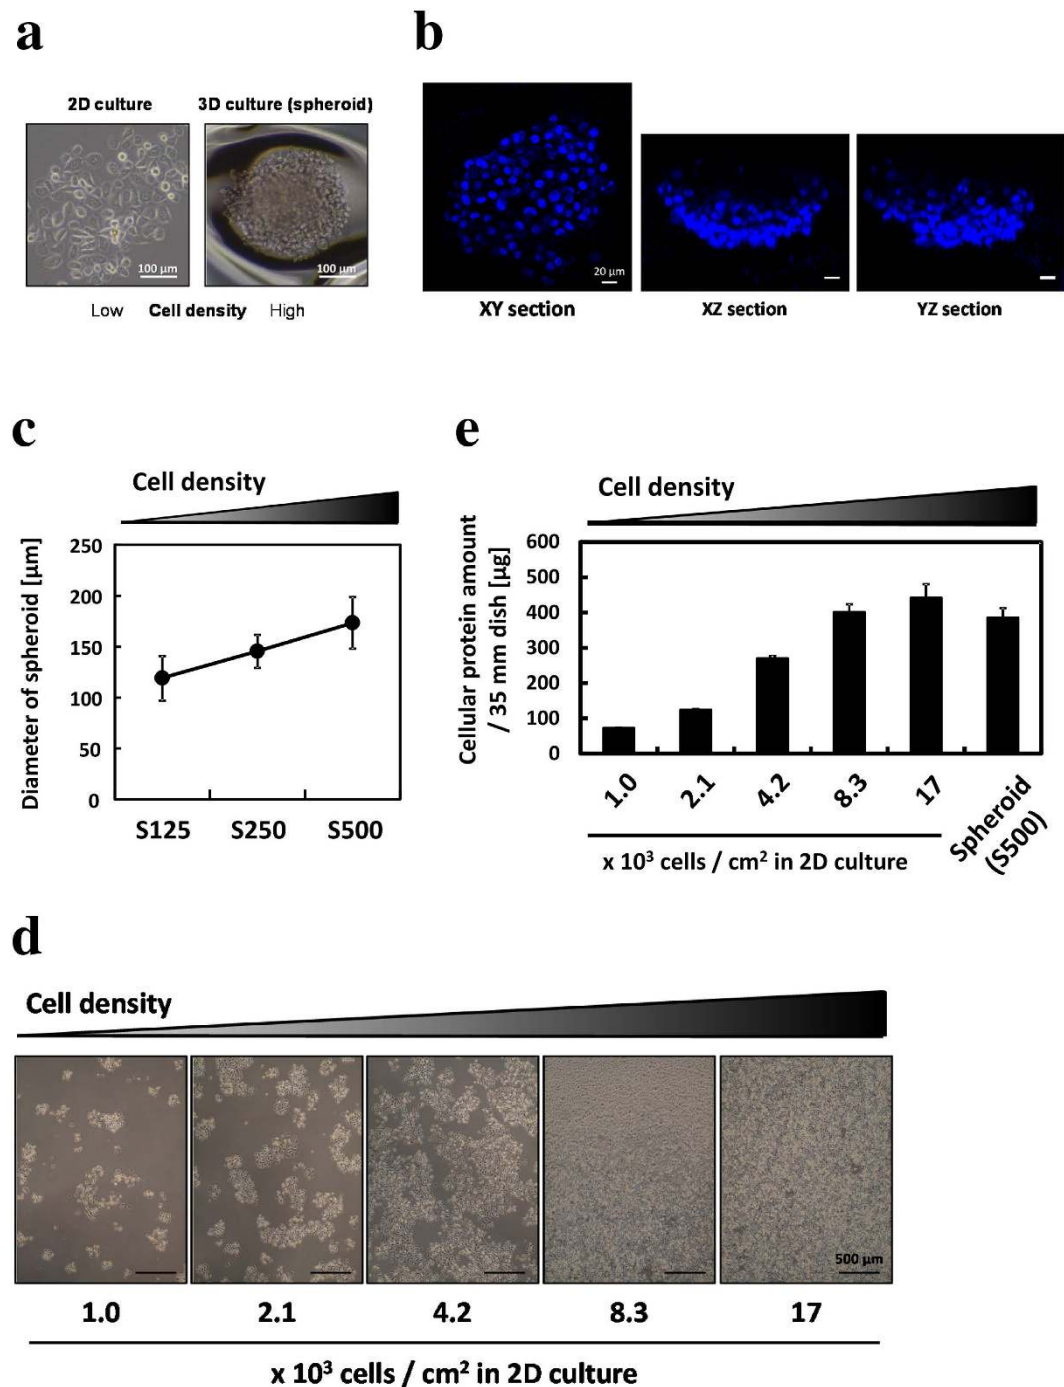 a
2D culture
3D culture (spheroid)
100 µm
100 µm
Low Cell density High
b
20 µm
XY section
XZ section
YZ section
c
Cell density
Diameter of spheroid [µm]
250
200
150
100
50
0
S125 S250 S500
e
Cell density
Cellular protein amount
/ 35 mm dish [µg]
600
500
400
300
200
100
0
1.0
2.1
4.2
8.3
17
Spheroid
(S500)
x 10³ cells / cm² in 2D culture
d
Cell density
500 µm
1.0 2.1 4.2 8.3 17
x 10³ cells / cm² in 2D culture